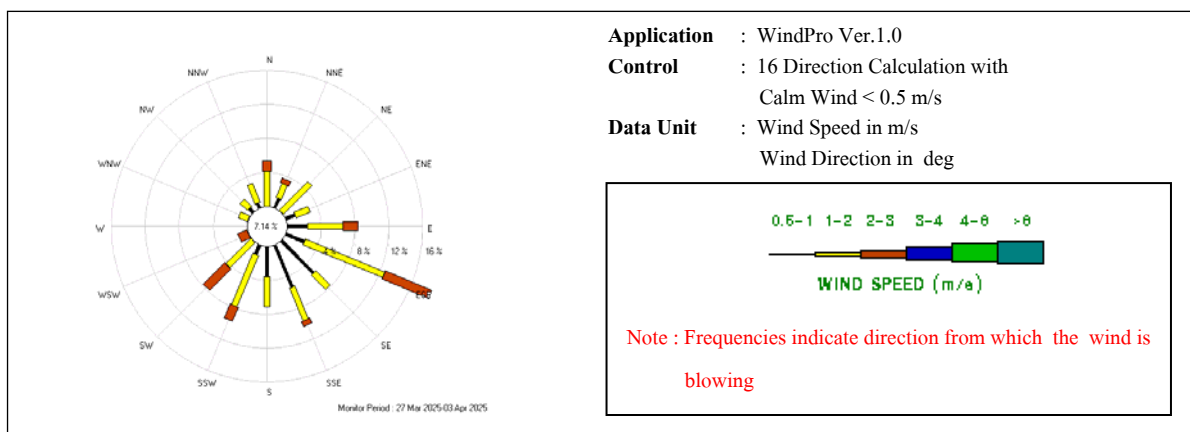 Application : WindPro Ver.1.0
Control : 16 Direction Calculation with
Calm Wind < 0.5 m/s
Data Unit : Wind Speed in m/s
Wind Direction in deg
N
NNW
NNE
NW
NE
WNW
ENE
W
7.14 %
E
8 %
12 %
16 %
WSW
ESE
SW
SE
SSW
SSE
S
Monitor Period : 27 Mar 2025-03 Apr 2025
0.5-1 1-2 2-3 3-4 4-6 >6
WIND SPEED (m/s)
Note : Frequencies indicate direction from which the wind is
blowing